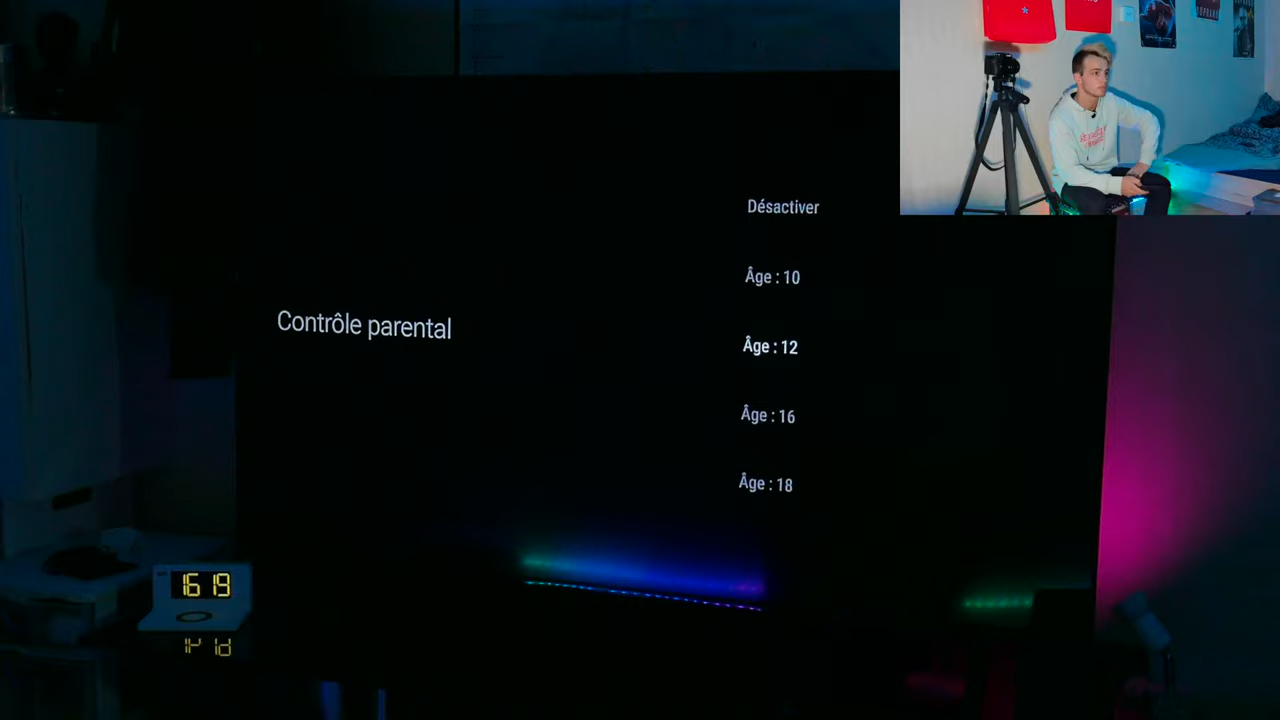 Désactiver
Âge : 10
Contrôle parental
Âge : 12
Âge : 16
Âge : 18
16 19